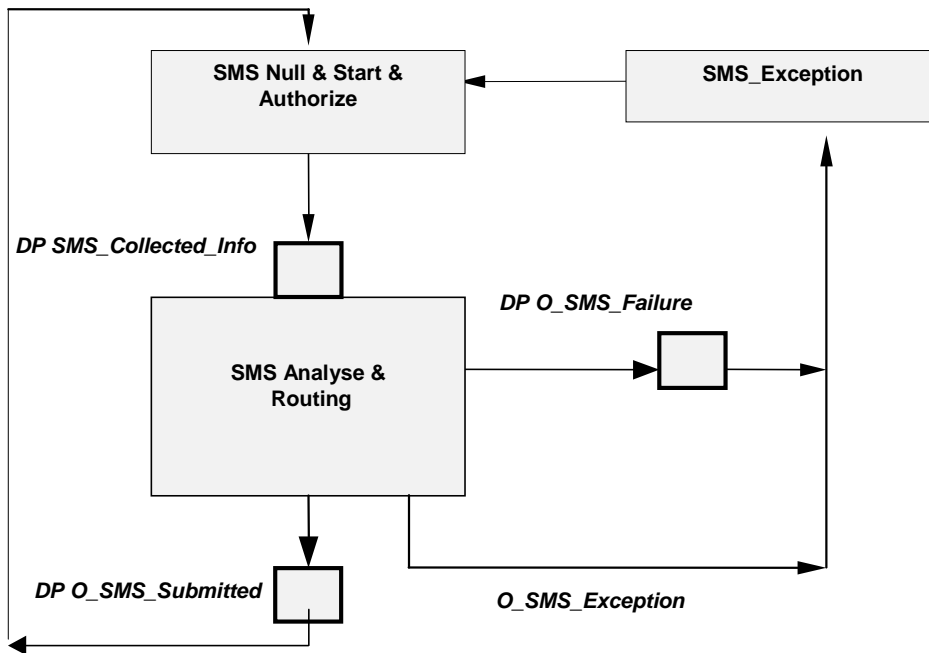 SMS Null & Start &
Authorize
SMS_Exception
DP SMS_Collected_Info
DP O_SMS_Failure
SMS Analyse &
Routing
DP O_SMS_Submitted
O_SMS_Exception